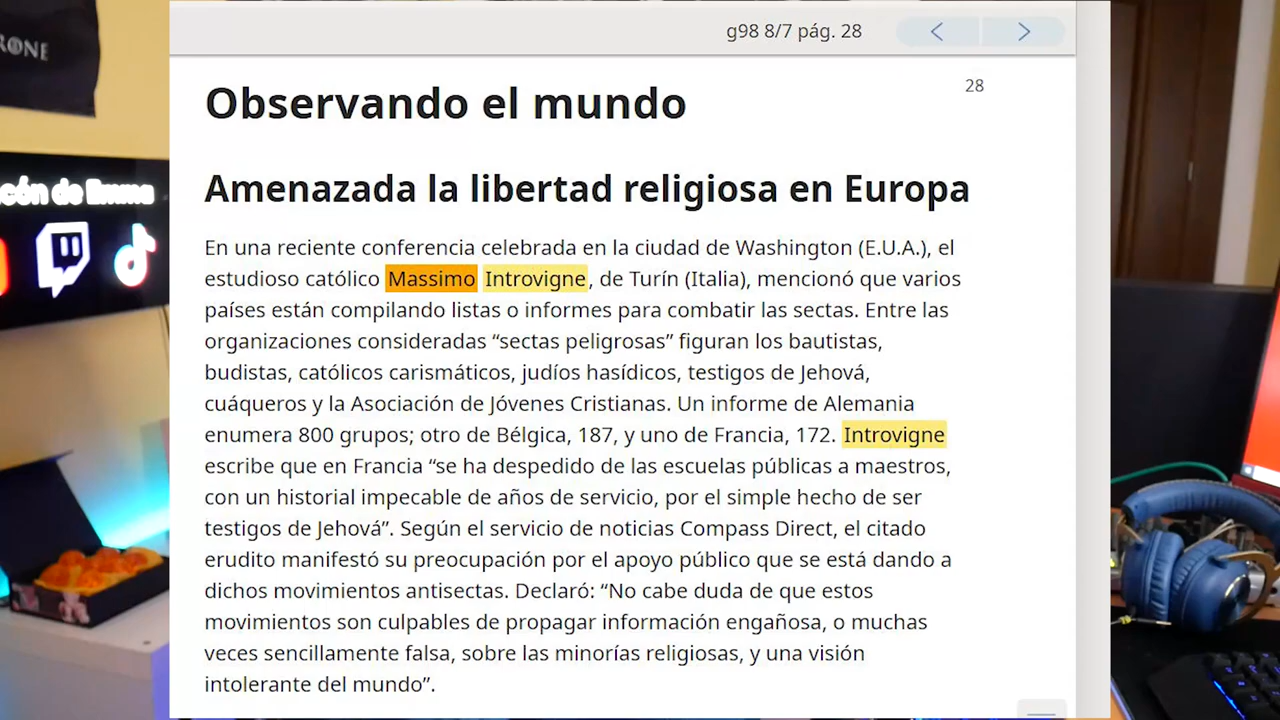 RONE
g98 8/7 pág. 28
28
Observando el mundo
Amenazada la libertad religiosa en Europa
cón de Emma
En una reciente conferencia celebrada en la ciudad de Washington (E.U.A.), el
estudioso católico Massimo Introvigne, de Turín (Italia), mencionó que varios
países están compilando listas o informes para combatir las sectas. Entre las
organizaciones consideradas “sectas peligrosas” figuran los bautistas,
budistas, católicos carismáticos, judíos hasídicos, testigos de Jehová,
cuáqueros y la Asociación de Jóvenes Cristianas. Un informe de Alemania
enumera 800 grupos; otro de Bélgica, 187, y uno de Francia, 172. Introvigne
escribe que en Francia “se ha despedido de las escuelas públicas a maestros,
con un historial impecable de años de servicio, por el simple hecho de ser
testigos de Jehová”. Según el servicio de noticias Compass Direct, el citado
erudito manifestó su preocupación por el apoyo público que se está dando a
dichos movimientos antisectas. Declaró: “No cabe duda de que estos
movimientos son culpables de propagar información engañosa, o muchas
veces sencillamente falsa, sobre las minorías religiosas, y una visión
intolerante del mundo”.